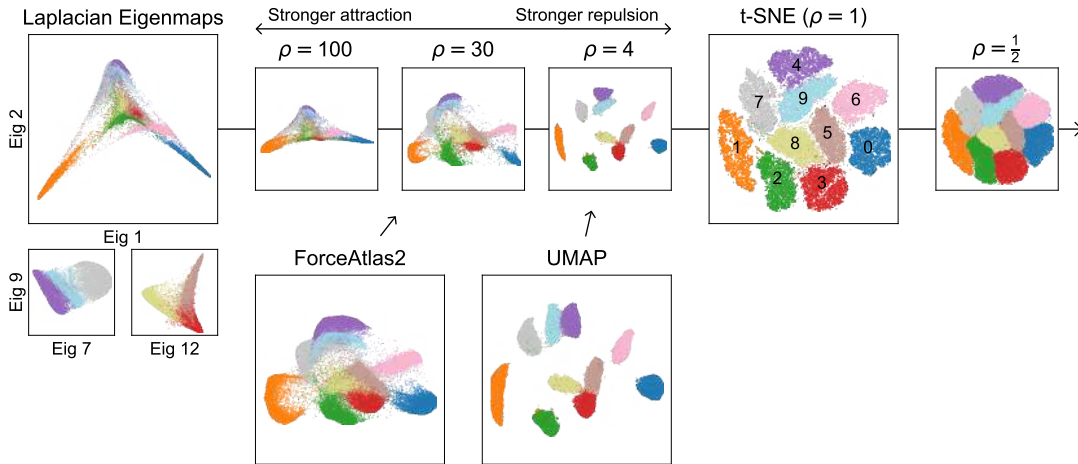 Laplacian Eigenmaps
Stronger attraction
Stronger repulsion
t-SNE (ρ = 1)
ρ = 100
ρ = 30
ρ = 4
ρ = 1/2
Eig 2
Eig 1
4
7
9
6
1
8
5
0
2
3
Eig 9
Eig 7
Eig 12
ForceAtlas2
UMAP